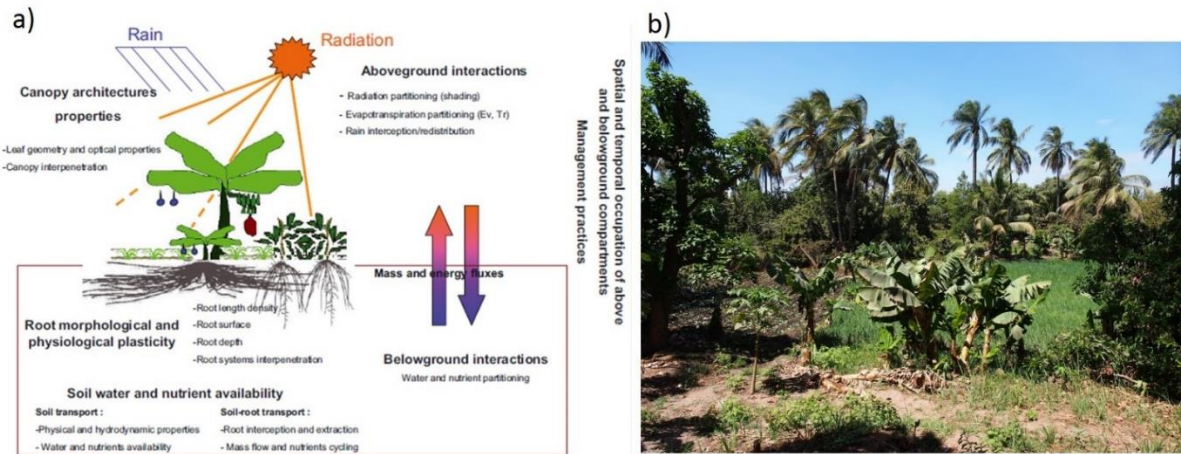 a)
Rain
Radiation
Canopy architectures
properties
-Leaf geometry and optical properties
-Canopy interpenetration
Aboveground interactions
- Radiation partitioning (shading)
- Evapotranspiration partitioning (Ev, Tr)
- Rain interception/redistribution
Mass and energy fluxes
Root morphological and
physiological plasticity
-Root length density
-Root surface
-Root depth
-Root systems interpenetration
Belowground interactions
Water and nutrient partitioning
Soil water and nutrient availability
Soil transport :
-Physical and hydrodynamic properties
- Water and nutrients availability
Soil-root transport :
-Root interception and extraction
- Mass flow and nutrients cycling
Spatial and temporal occupation of above
and belowground compartments
Management practices
b)